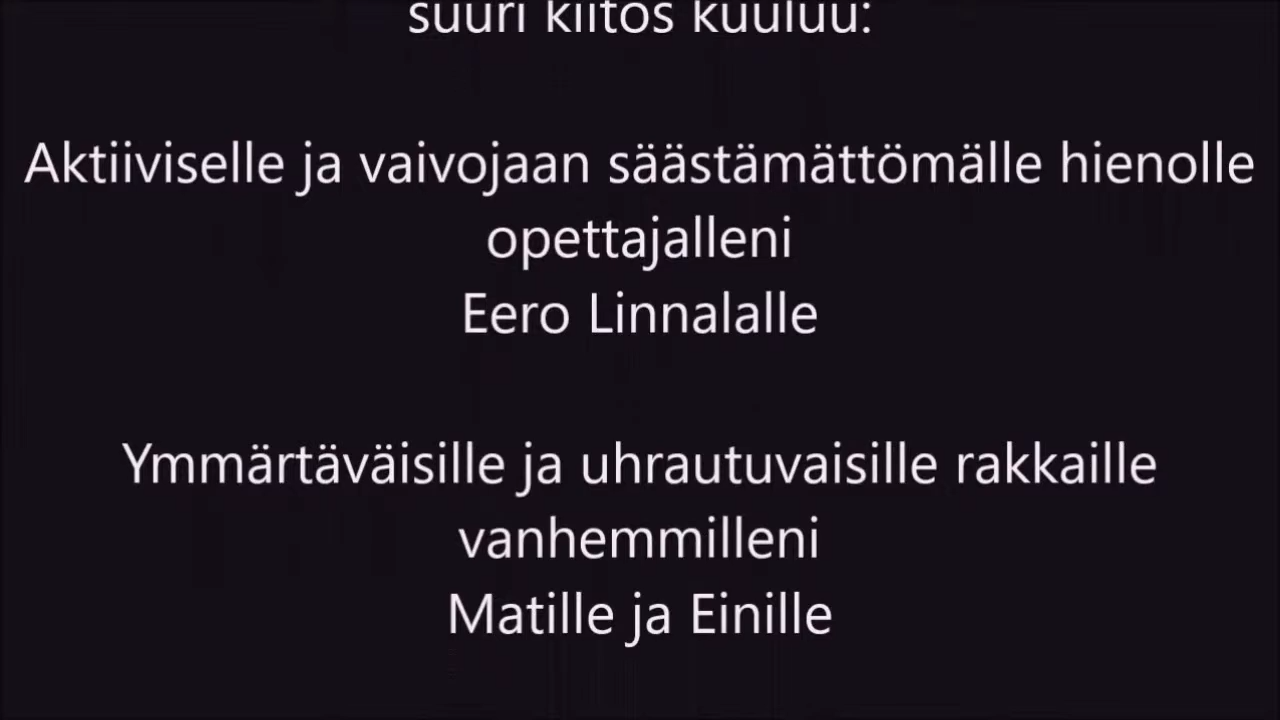 suuri kiitos kuuluu:
Aktiiviselle ja vaivojaan säästämättömälle hienolle
opettajalleni
Eero Linnalalle
Ymmärtäväisille ja uhrautuvaisille rakkaille
vanhemmilleni
Matille ja Einille